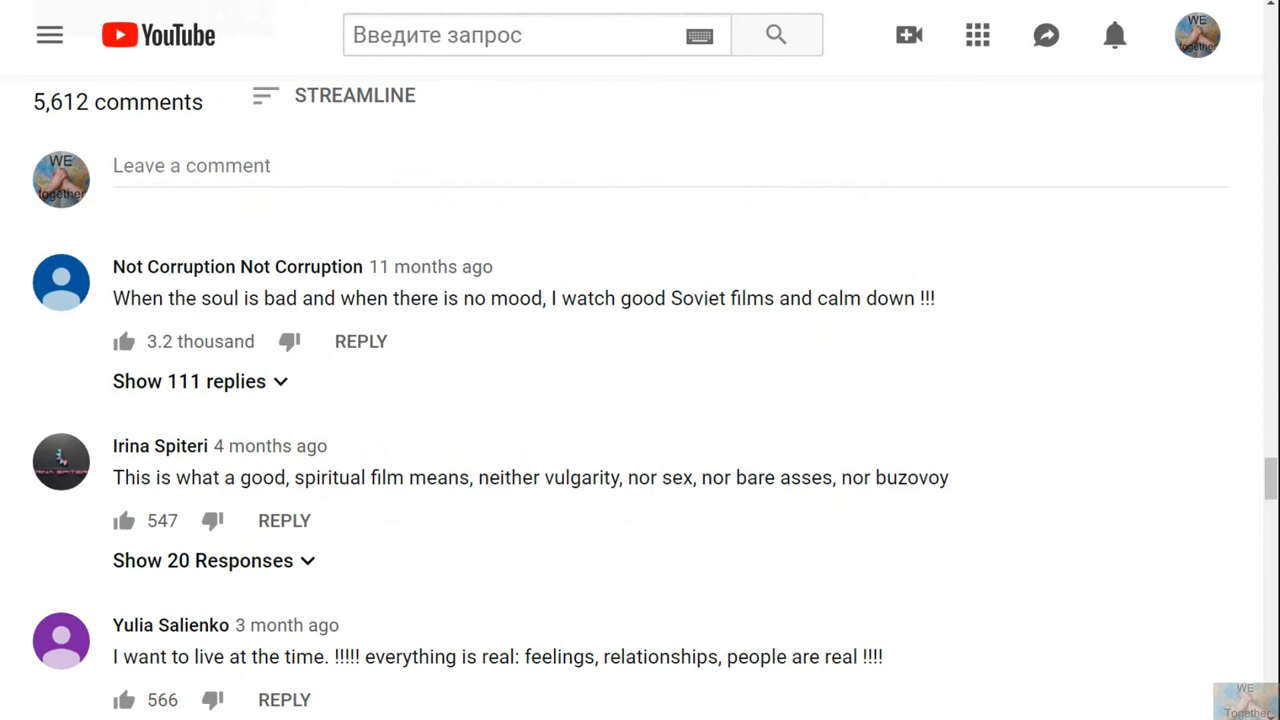 YouTube
Введите запрос
WE
together
5,612 comments
STREAMLINE
WE
together
Leave a comment
Not Corruption Not Corruption 11 months ago
When the soul is bad and when there is no mood, I watch good Soviet films and calm down !!!
3.2 thousand REPLY
Show 111 replies
IRINA SPITERI
Irina Spiteri 4 months ago
This is what a good, spiritual film means, neither vulgarity, nor sex, nor bare asses, nor buzovoy
547 REPLY
Show 20 Responses
Yulia Salienko 3 month ago
I want to live at the time. !!!!! everything is real: feelings, relationships, people are real !!!!
566 REPLY
WE
Together